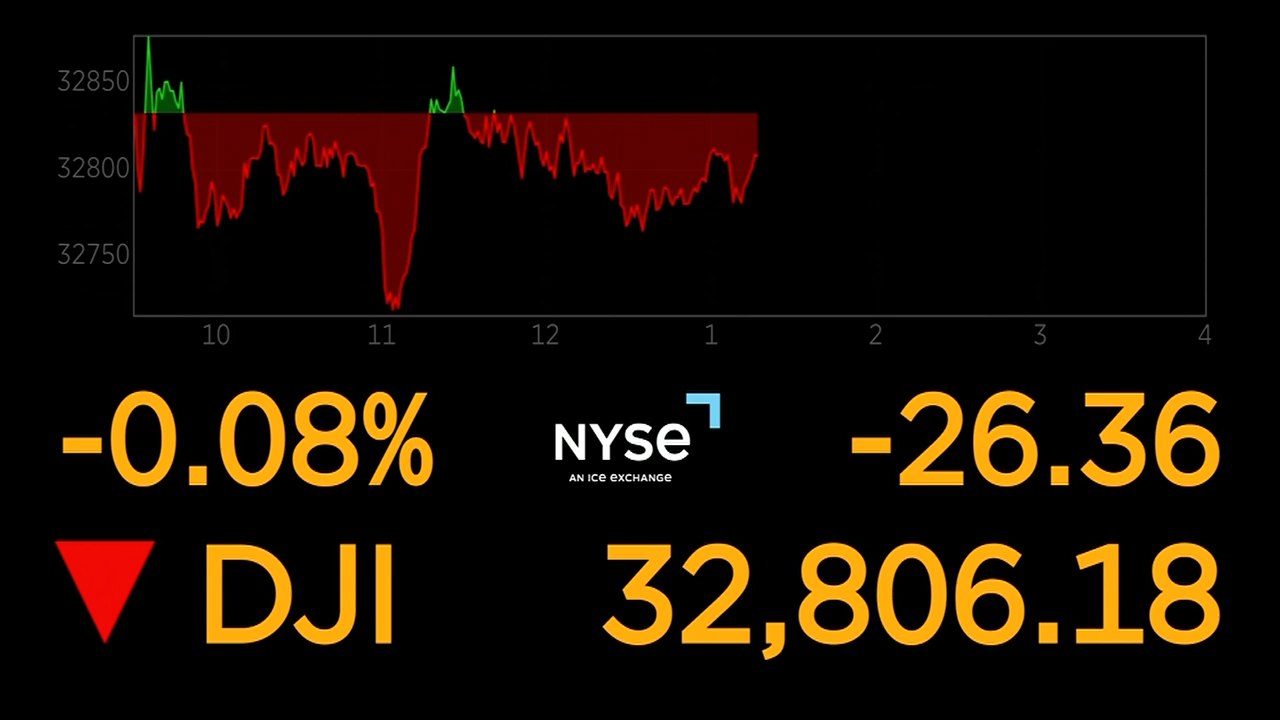 32850
32800
32750
10 11 12 1 2 3 4
-0.08% NYSE -26.36
AN ICE EXCHANGE
DJI 32,806.18